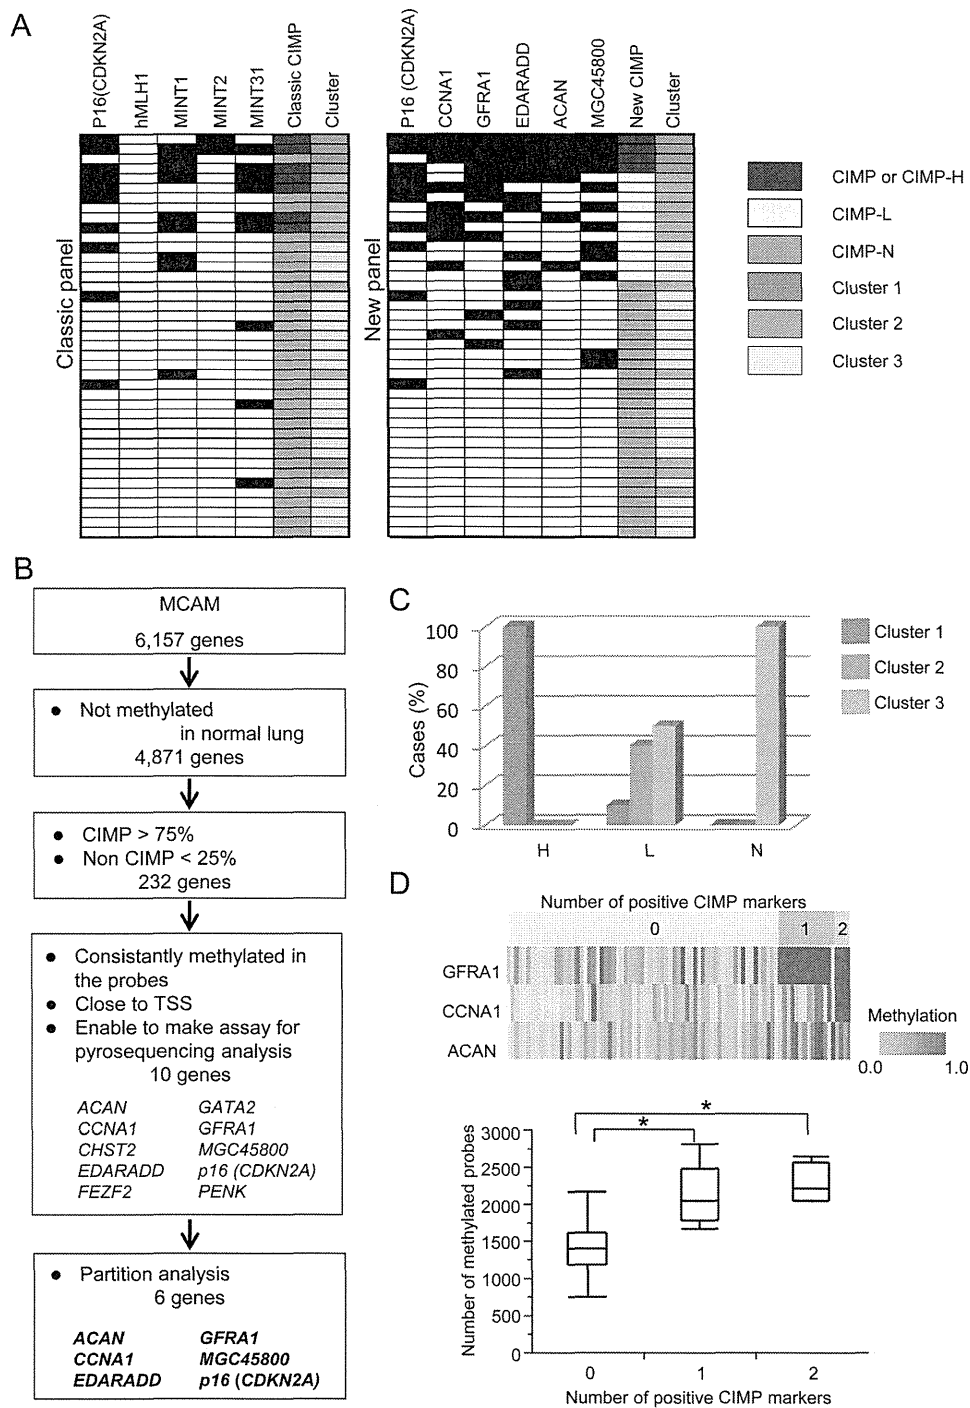 A
P16(CDKN2A)
hMLH1
MINT1
MINT2
MINT31
Classic CIMP
Cluster
Classic panel
P16 (CDKN2A)
CCNA1
GFRA1
EDARADD
ACAN
MGC45800
New CIMP
Cluster
New panel
CIMP or CIMP-H
CIMP-L
CIMP-N
Cluster 1
Cluster 2
Cluster 3
B
MCAM
6,157 genes
● Not methylated
in normal lung
4,871 genes
● CIMP > 75%
● Non CIMP < 25%
232 genes
● Consistantly methylated in
the probes
● Close to TSS
● Enable to make assay for
pyrosequencing analysis
10 genes
ACAN GATA2
CCNA1 GFRA1
CHST2 MGC45800
EDARADD p16 (CDKN2A)
FEZF2 PENK
● Partition analysis
6 genes
ACAN GFRA1
CCNA1 MGC45800
EDARADD p16 (CDKN2A)
C
Cases (%)
100
80
60
40
20
0
H L N
Cluster 1
Cluster 2
Cluster 3
D
Number of positive CIMP markers
0 1 2
GFRA1
CCNA1
ACAN
Methylation
0.0 1.0
* *
Number of methylated probes
3000
2500
2000
1500
1000
500
0
0 1 2
Number of positive CIMP markers